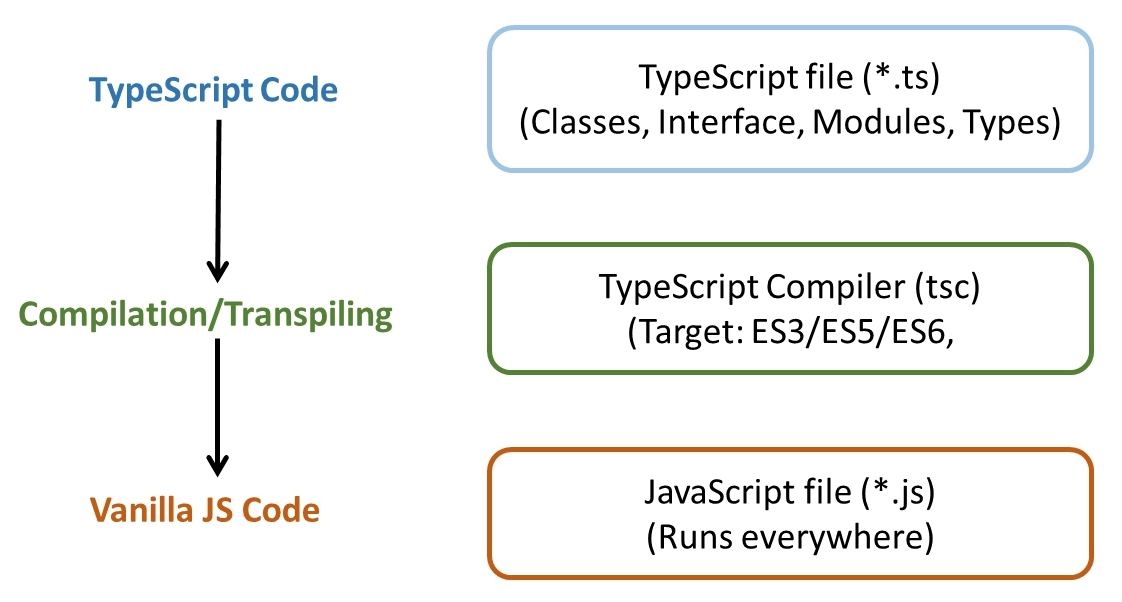 TypeScript Code
TypeScript file (*.ts)
(Classes, Interface, Modules, Types)
Compilation/Transpiling
TypeScript Compiler (tsc)
(Target: ES3/ES5/ES6,
Vanilla JS Code
JavaScript file (*.js)
(Runs everywhere)